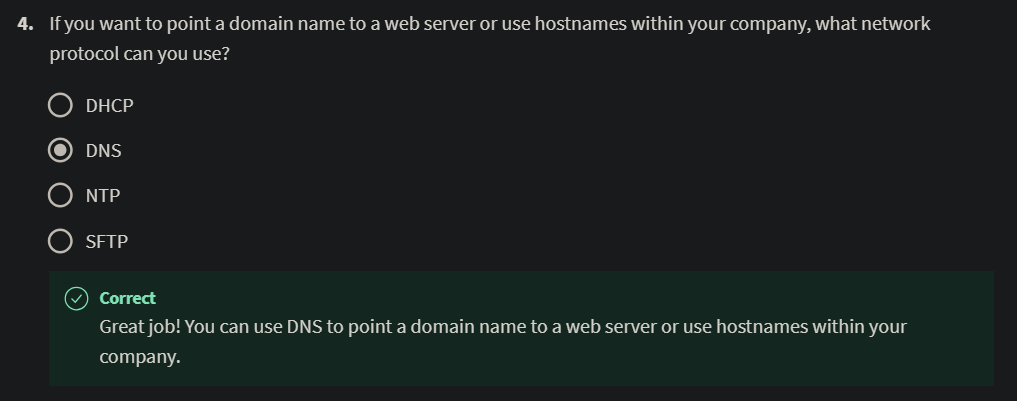 4. If you want to point a domain name to a web server or use hostnames within your company, what network
protocol can you use?
DHCP
DNS
NTP
SFTP
Correct
Great job! You can use DNS to point a domain name to a web server or use hostnames within your
company.